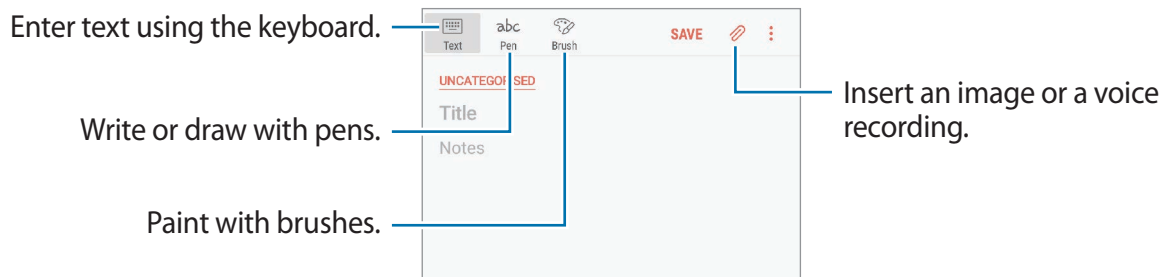 Enter text using the keyboard.
Text
abc
Pen
Brush
SAVE
UNCATEGORISED
Title
Notes
Write or draw with pens.
Paint with brushes.
Insert an image or a voice
recording.